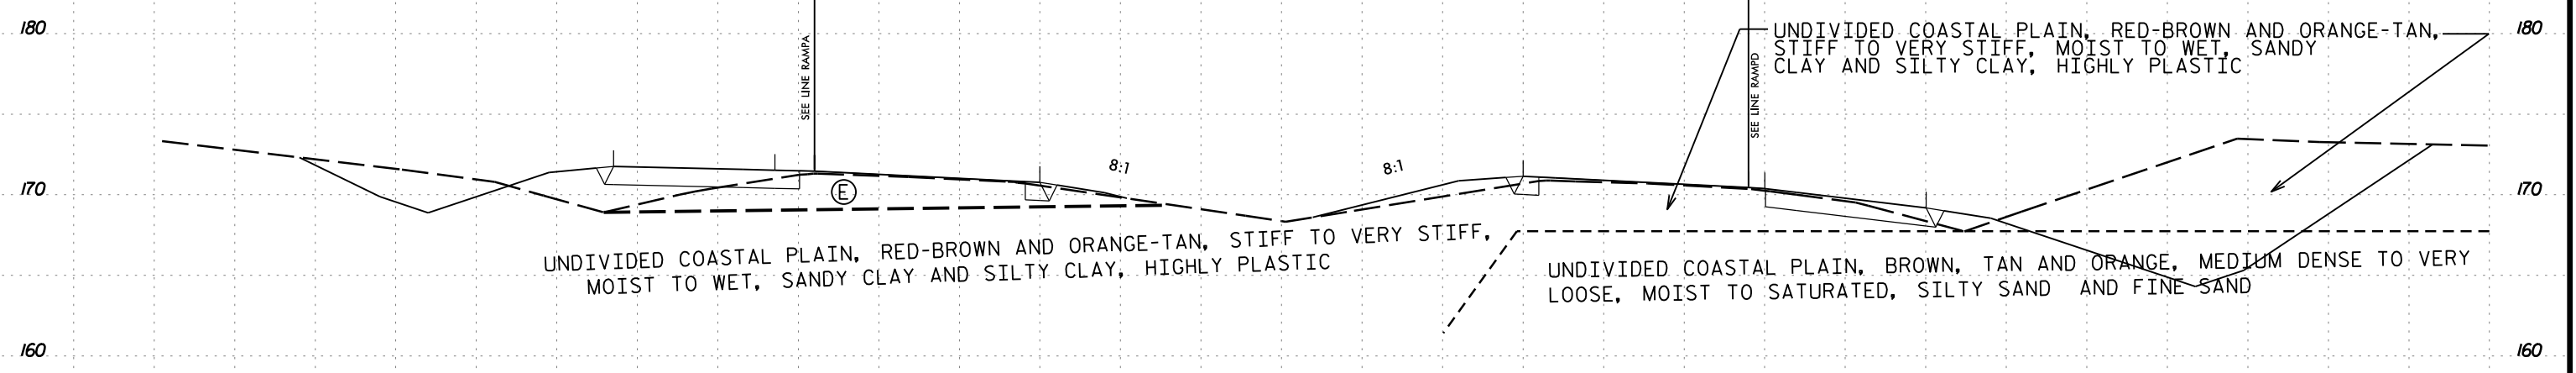 180
SEE LINE RAMPA
SEE LINE RAMPD
UNDIVIDED COASTAL PLAIN, RED-BROWN AND ORANGE-TAN,
STIFF TO VERY STIFF, MOIST TO WET, SANDY
CLAY AND SILTY CLAY, HIGHLY PLASTIC
180
8:1
8:1
170
E
170
UNDIVIDED COASTAL PLAIN, RED-BROWN AND ORANGE-TAN, STIFF TO VERY STIFF,
MOIST TO WET, SANDY CLAY AND SILTY CLAY, HIGHLY PLASTIC
UNDIVIDED COASTAL PLAIN, BROWN, TAN AND ORANGE, MEDIUM DENSE TO VERY
LOOSE, MOIST TO SATURATED, SILTY SAND AND FINE SAND
160
160